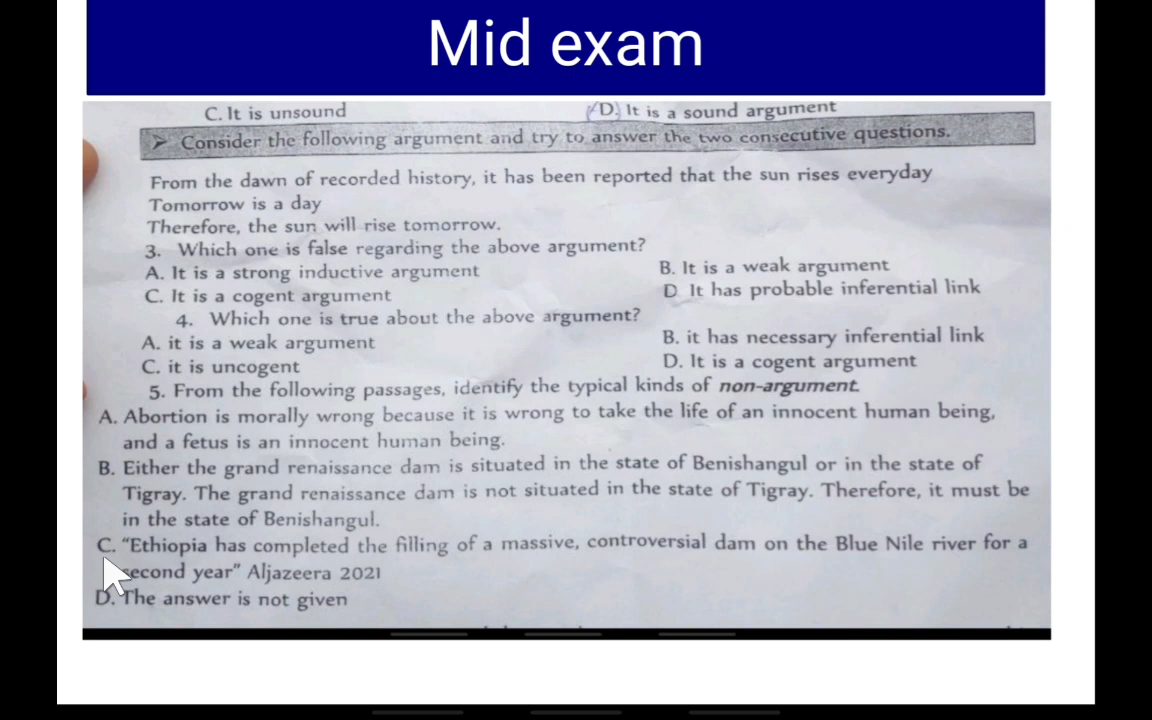 Mid exam
C. It is unsound D. It is a sound argument
➤ Consider the following argument and try to answer the two consecutive questions.
From the dawn of recorded history, it has been reported that the sun rises everyday
Tomorrow is a day
Therefore, the sun will rise tomorrow.
3. Which one is false regarding the above argument?
A. It is a strong inductive argument B. It is a weak argument
C. It is a cogent argument D. It has probable inferential link
4. Which one is true about the above argument?
A. it is a weak argument B. it has necessary inferential link
C. it is uncogent D. It is a cogent argument
5. From the following passages, identify the typical kinds of non-argument.
A. Abortion is morally wrong because it is wrong to take the life of an innocent human being,
and a fetus is an innocent human being.
B. Either the grand renaissance dam is situated in the state of Benishangul or in the state of
Tigray. The grand renaissance dam is not situated in the state of Tigray. Therefore, it must be
in the state of Benishangul.
C. “Ethiopia has completed the filling of a massive, controversial dam on the Blue Nile river for a
second year” Aljazeera 2021
D. The answer is not given